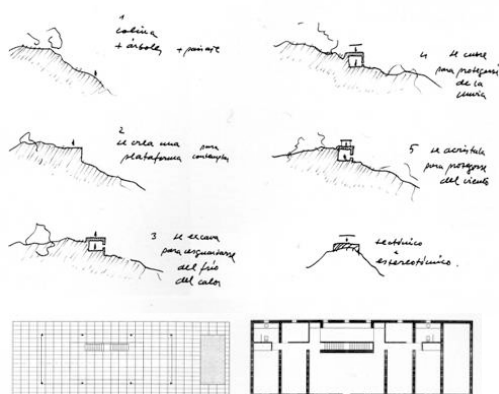 1
colina
+ árboles + paisaje
2
se crea una para
plataforma contemplar
3 se excava
para resguardarse
del frío
del calor
4 se cubre
para protegerse
de la
lluvia
5 se acristala
para protegerse
del viento
tectónico
estereotómico.